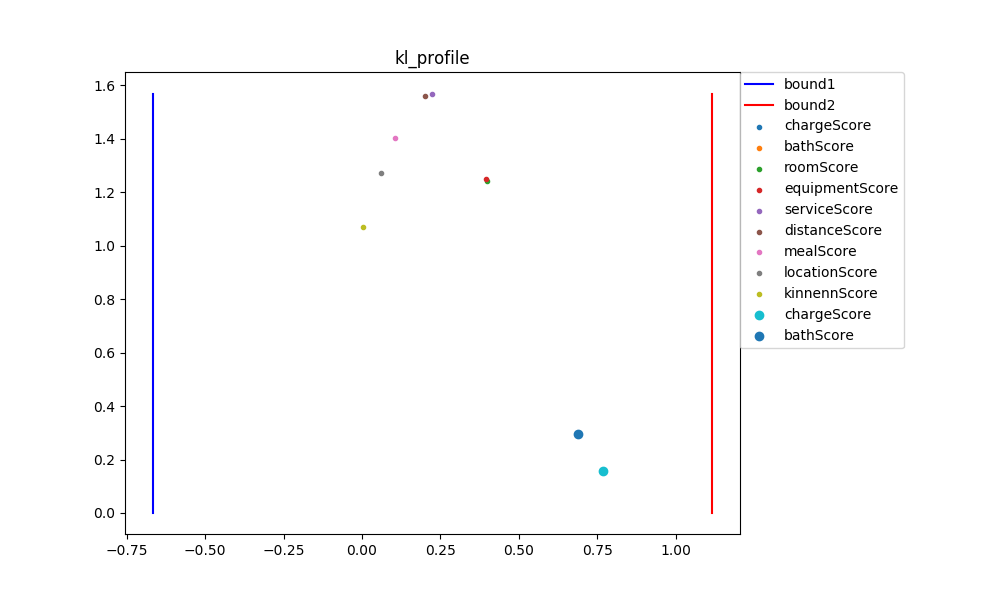 kl_profile
1.6
1.4
1.2
1.0
0.8
0.6
0.4
0.2
0.0
−0.75
−0.50
−0.25
0.00
0.25
0.50
0.75
1.00
bound1
bound2
chargeScore
bathScore
roomScore
equipmentScore
serviceScore
distanceScore
mealScore
locationScore
kinnennScore
chargeScore
bathScore